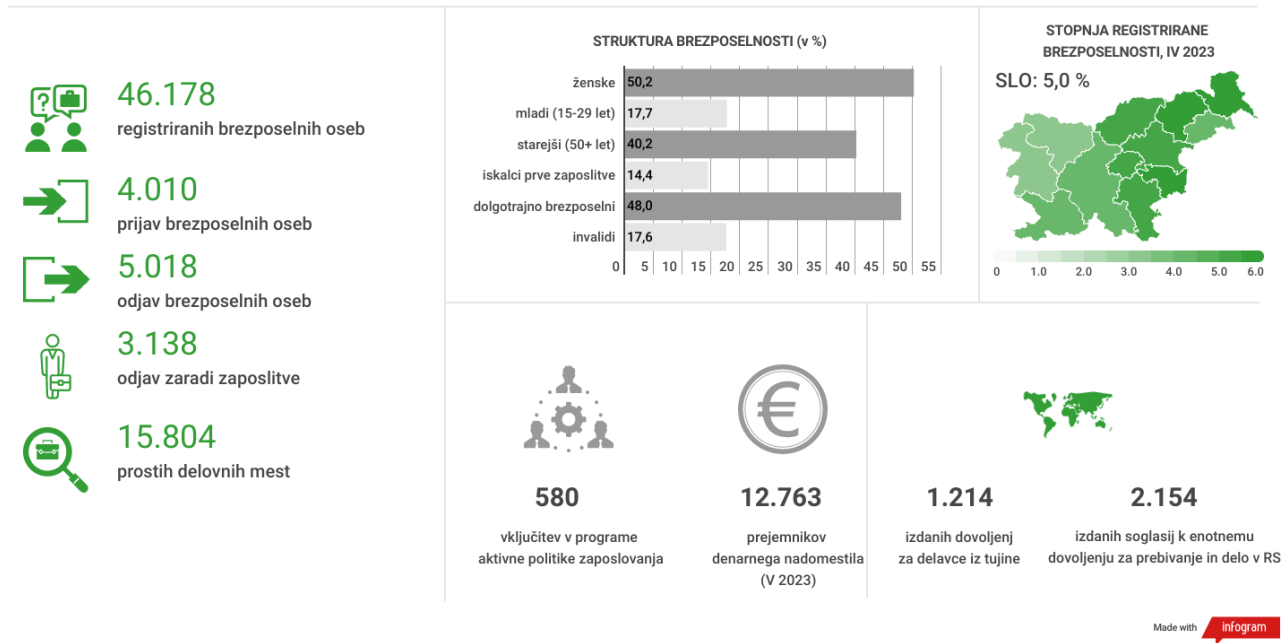 46.178
registriranih brezposelnih oseb
4.010
prijav brezposelnih oseb
5.018
odjav brezposelnih oseb
3.138
odjav zaradi zaposlitve
15.804
prostih delovnih mest
STRUKTURA BREZPOSELNOSTI (v %)
ženske 50,2
mladi (15-29 let) 17,7
starejši (50+ let) 40,2
iskalci prve zaposlitve 14,4
dolgotrajno brezposelni 48,0
invalidi 17,6
0 5 10 15 20 25 30 35 40 45 50 55
STOPNJA REGISTRIRANE
BREZPOSELNOSTI, IV 2023
SLO: 5,0 %
0 1.0 2.0 3.0 4.0 5.0 6.0
?
580
vključitev v programe
aktivne politike zaposlovanja
€
12.763
prejemnikov
denarnega nadomestila
(V 2023)
1.214
izdanih dovoljenj
za delavce iz tujine
2.154
izdanih soglasij k enotnemu
dovoljenju za prebivanje in delo v RS
Made with infogram